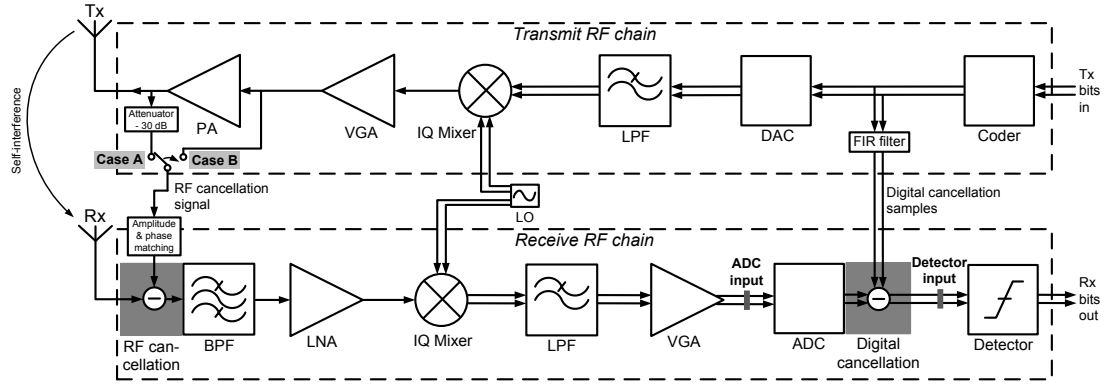 Tx
Transmit RF chain
Self-interference
Attenuator
- 30 dB
PA
VGA
IQ Mixer
LPF
DAC
Coder
Tx
bits
in
FIR filter
Case A
Case B
RF cancellation
signal
Digital cancellation
samples
LO
Rx
Amplitude
& phase
matching
Receive RF chain
ADC
input
Detector
input
RF can-
cellation
BPF
LNA
IQ Mixer
LPF
VGA
ADC
Digital
cancellation
Detector
Rx
bits
out